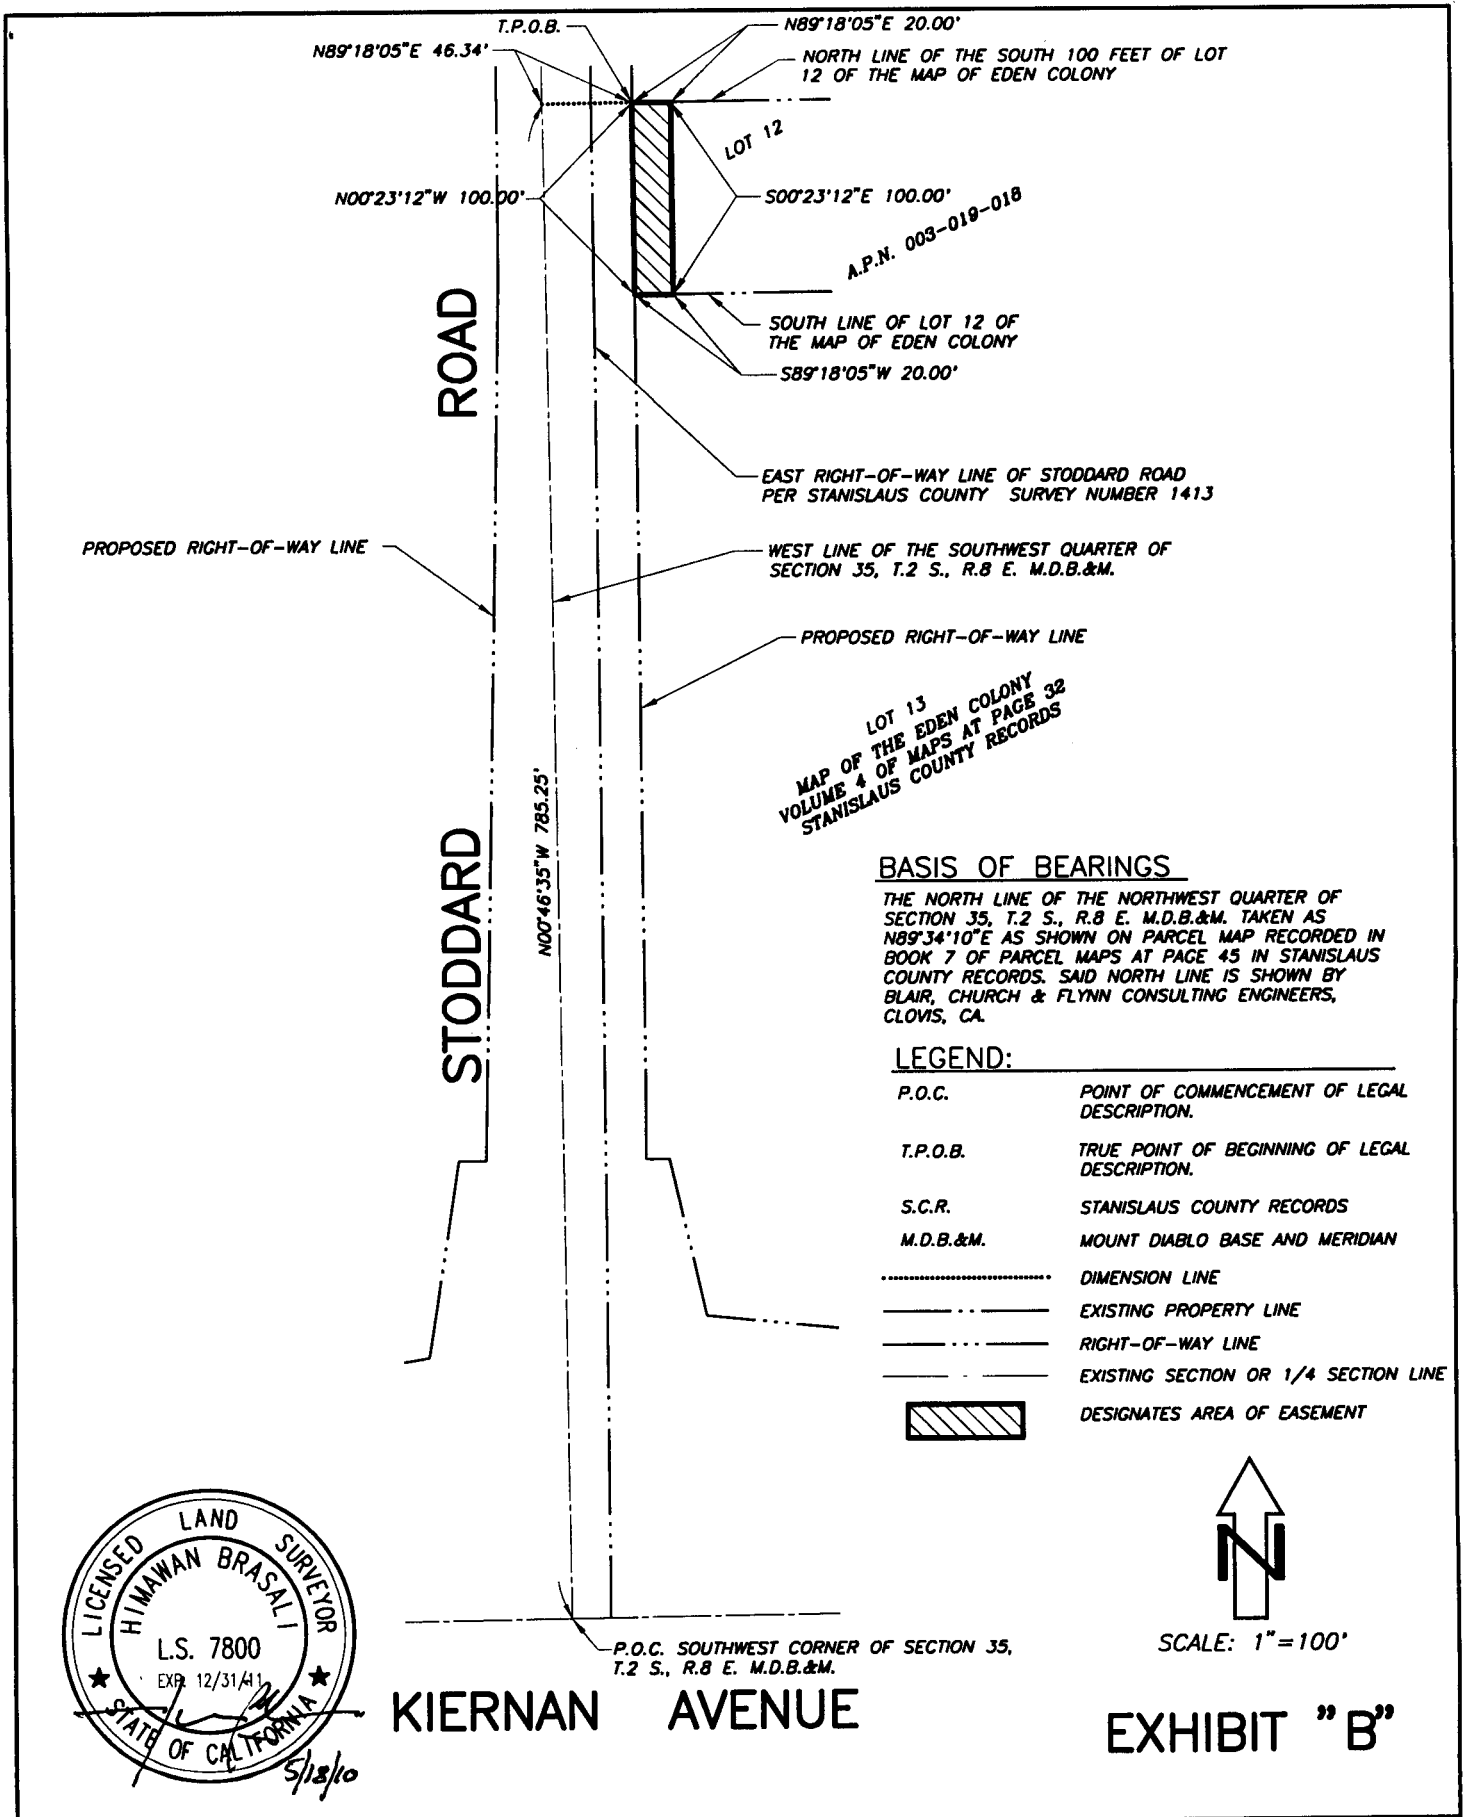 T.P.O.B.
N89°18'05"E 20.00'
N89°18'05"E 46.34'
NORTH LINE OF THE SOUTH 100 FEET OF LOT
12 OF THE MAP OF EDEN COLONY
LOT 12
N00°23'12"W 100.00'
S00°23'12"E 100.00'
A.P.N. 003-019-018
SOUTH LINE OF LOT 12 OF
THE MAP OF EDEN COLONY
S89°18'05"W 20.00'
ROAD
EAST RIGHT-OF-WAY LINE OF STODDARD ROAD
PER STANISLAUS COUNTY SURVEY NUMBER 1413
PROPOSED RIGHT-OF-WAY LINE
WEST LINE OF THE SOUTHWEST QUARTER OF
SECTION 35, T.2 S., R.8 E. M.D.B.&M.
PROPOSED RIGHT-OF-WAY LINE
LOT 13
MAP OF THE EDEN COLONY
VOLUME 4 OF MAPS AT PAGE 32
STANISLAUS COUNTY RECORDS
N00°46'35"W 785.25'
STODDARD
BASIS OF BEARINGS
THE NORTH LINE OF THE NORTHWEST QUARTER OF
SECTION 35, T.2 S., R.8 E. M.D.B.&M. TAKEN AS
N89°34'10"E AS SHOWN ON PARCEL MAP RECORDED IN
BOOK 7 OF PARCEL MAPS AT PAGE 45 IN STANISLAUS
COUNTY RECORDS. SAID NORTH LINE IS SHOWN BY
BLAIR, CHURCH & FLYNN CONSULTING ENGINEERS,
CLOVIS, CA.
LEGEND:
P.O.C. POINT OF COMMENCEMENT OF LEGAL
DESCRIPTION.
T.P.O.B. TRUE POINT OF BEGINNING OF LEGAL
DESCRIPTION.
S.C.R. STANISLAUS COUNTY RECORDS
M.D.B.&M. MOUNT DIABLO BASE AND MERIDIAN
DIMENSION LINE
EXISTING PROPERTY LINE
RIGHT-OF-WAY LINE
EXISTING SECTION OR 1/4 SECTION LINE
DESIGNATES AREA OF EASEMENT
N
SCALE: 1"=100'
LICENSED LAND SURVEYOR
HIMAWAN BRASALI
L.S. 7800
EXP. 12/31/11
STATE OF CALIFORNIA
5/18/10
P.O.C. SOUTHWEST CORNER OF SECTION 35,
T.2 S., R.8 E. M.D.B.&M.
KIERNAN AVENUE
EXHIBIT "B"